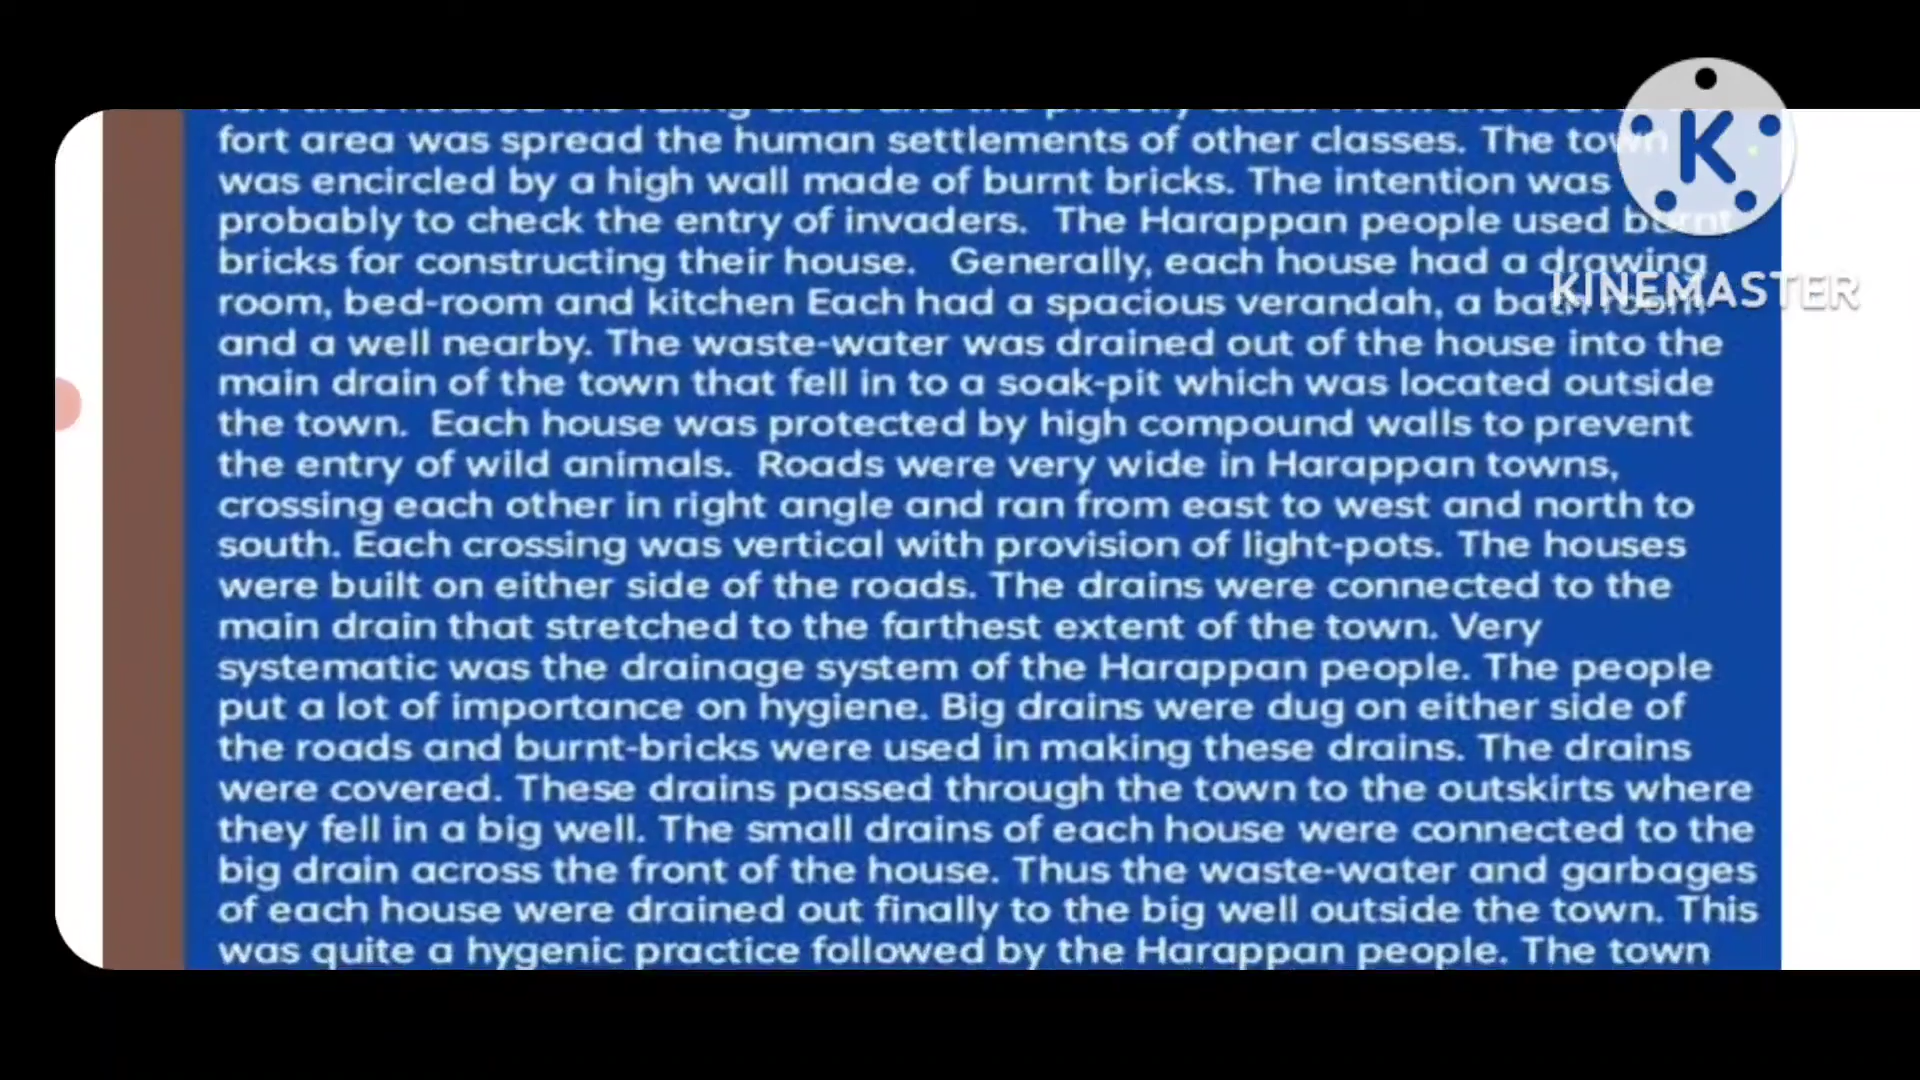 fort area was spread the human settlements of other classes. The town
was encircled by a high wall made of burnt bricks. The intention was
probably to check the entry of invaders. The Harappan people used burnt
bricks for constructing their house. Generally, each house had a drawing
room, bed-room and kitchen Each had a spacious verandah, a bath room
and a well nearby. The waste-water was drained out of the house into the
main drain of the town that fell in to a soak-pit which was located outside
the town. Each house was protected by high compound walls to prevent
the entry of wild animals. Roads were very wide in Harappan towns,
crossing each other in right angle and ran from east to west and north to
south. Each crossing was vertical with provision of light-pots. The houses
were built on either side of the roads. The drains were connected to the
main drain that stretched to the farthest extent of the town. Very
systematic was the drainage system of the Harappan people. The people
put a lot of importance on hygiene. Big drains were dug on either side of
the roads and burnt-bricks were used in making these drains. The drains
were covered. These drains passed through the town to the outskirts where
they fell in a big well. The small drains of each house were connected to the
big drain across the front of the house. Thus the waste-water and garbages
of each house were drained out finally to the big well outside the town. This
was quite a hygenic practice followed by the Harappan people. The town
K
KINEMASTER